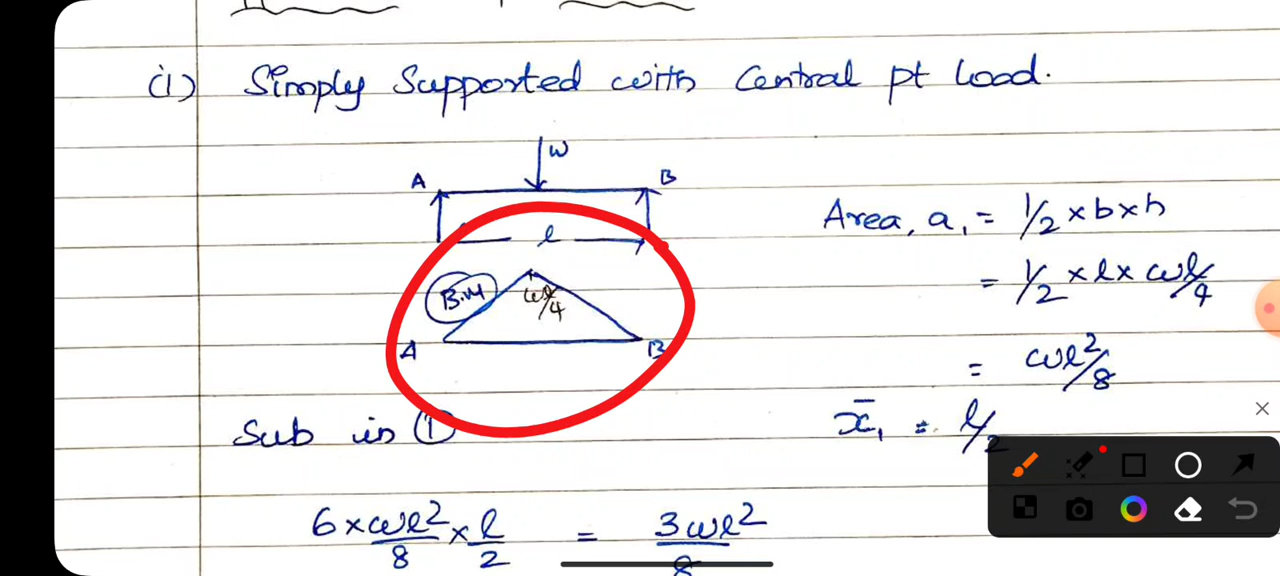 (i) Simply Supported with Central pt load.
W
A B
l
B.M
wl/4
A B
Area, a₁ = 1/2 × b × h
= 1/2 × l × wl/4
= wl²/8
x̄₁ = l/2
Sub in ①
6 × wl²/8 × l/2 = 3wl²/8